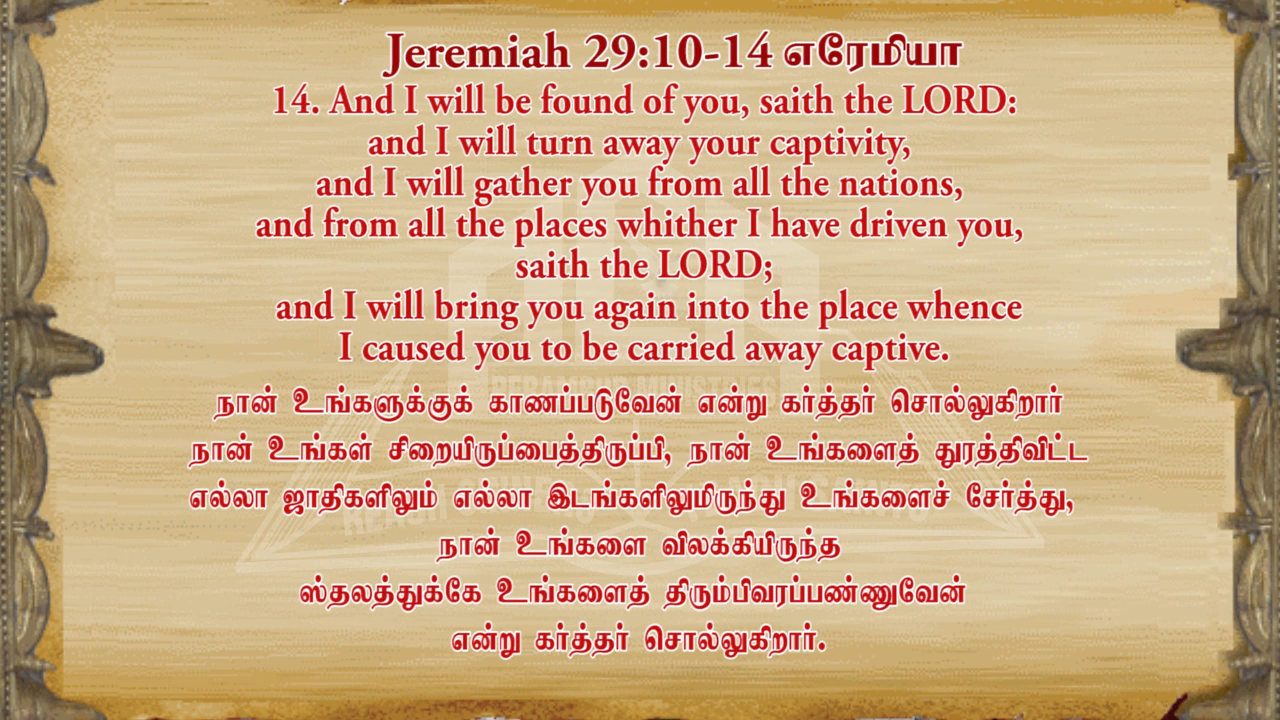 Jeremiah 29:10-14 எரேமியா
14. And I will be found of you, saith the LORD:
and I will turn away your captivity,
and I will gather you from all the nations,
and from all the places whither I have driven you,
saith the LORD;
and I will bring you again into the place whence
I caused you to be carried away captive.
நான் உங்களுக்குக் காணப்படுவேன் என்று கர்த்தர் சொல்லுகிறார்
நான் உங்கள் சிறையிருப்பைத்திருப்பி, நான் உங்களைத் துரத்திவிட்ட
எல்லா ஜாதிகளிலும் எல்லா இடங்களிலுமிருந்து உங்களைச் சேர்த்து,
நான் உங்களை விலக்கியிருந்த
ஸ்தலத்துக்கே உங்களைத் திரும்பிவரப்பண்ணுவேன்
என்று கர்த்தர் சொல்லுகிறார்.